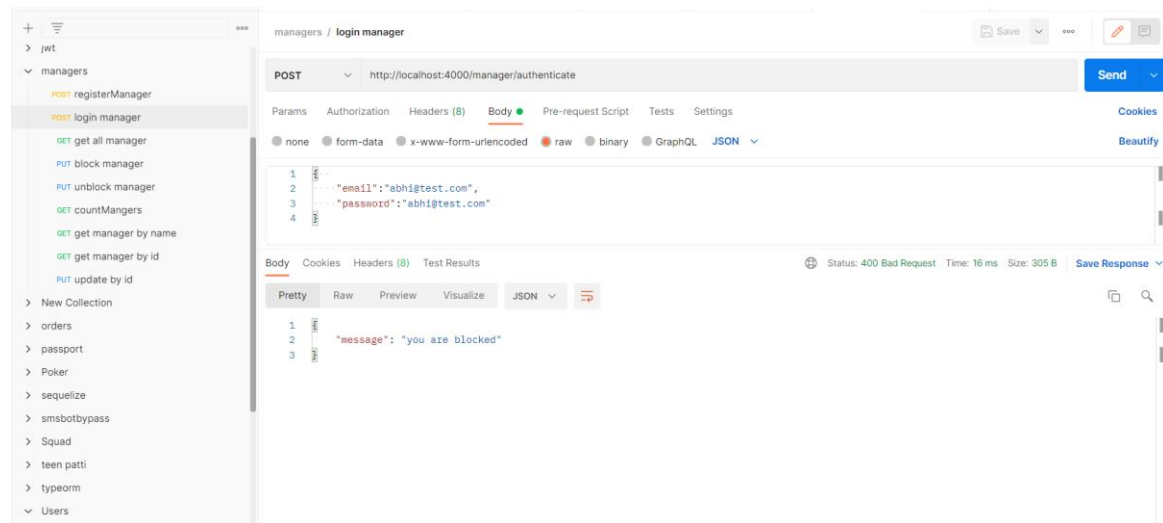 jwt
managers
POST registerManager
POST login manager
GET get all manager
PUT block manager
PUT unblock manager
GET countMangers
GET get manager by name
GET get manager by id
PUT update by id
New Collection
orders
passport
Poker
sequelize
smsbotbypass
Squad
teen patti
typeorm
Users
managers / login manager
Save
POST http://localhost:4000/manager/authenticate Send
Params Authorization Headers (8) Body Pre-request Script Tests Settings Cookies
none form-data x-www-form-urlencoded raw binary GraphQL JSON Beautify
1 {
2 "email":"abhi@test.com",
3 "password":"abhi@test.com"
4 }
Body Cookies Headers (8) Test Results Status: 400 Bad Request Time: 16 ms Size: 305 B Save Response
Pretty Raw Preview Visualize JSON
1 {
2 "message": "you are blocked"
3 }